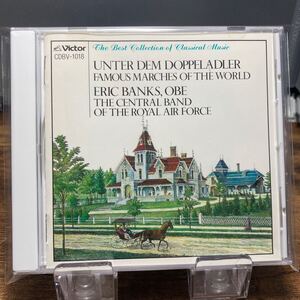 Victor
CDBV-1018
The Best Collection of Classical Music
UNTER DEM DOPPELADLER
FAMOUS MARCHES OF THE WORLD
ERIC BANKS, OBE
THE CENTRAL BAND
OF THE ROYAL AIR FORCE